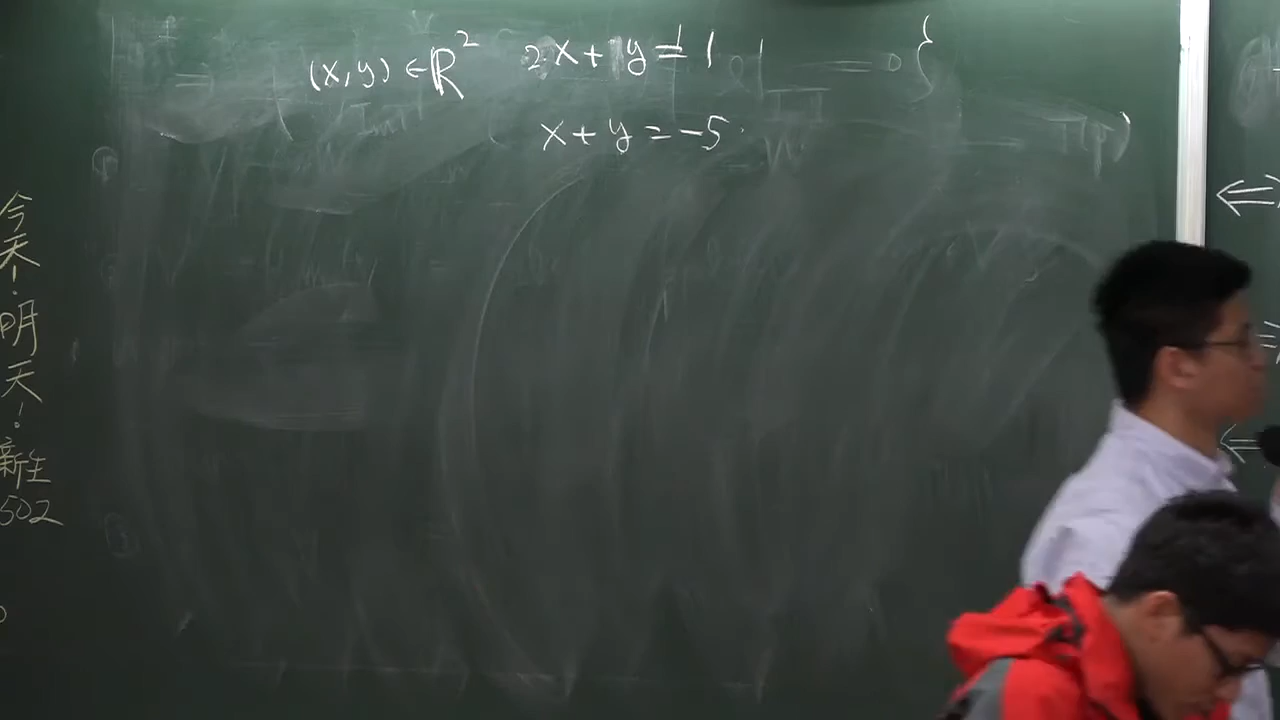 (x,y) ∈ ℝ² 2x + y = 1
x + y = -5
今
天
!
明
天
!
新生
502
⇐⇒